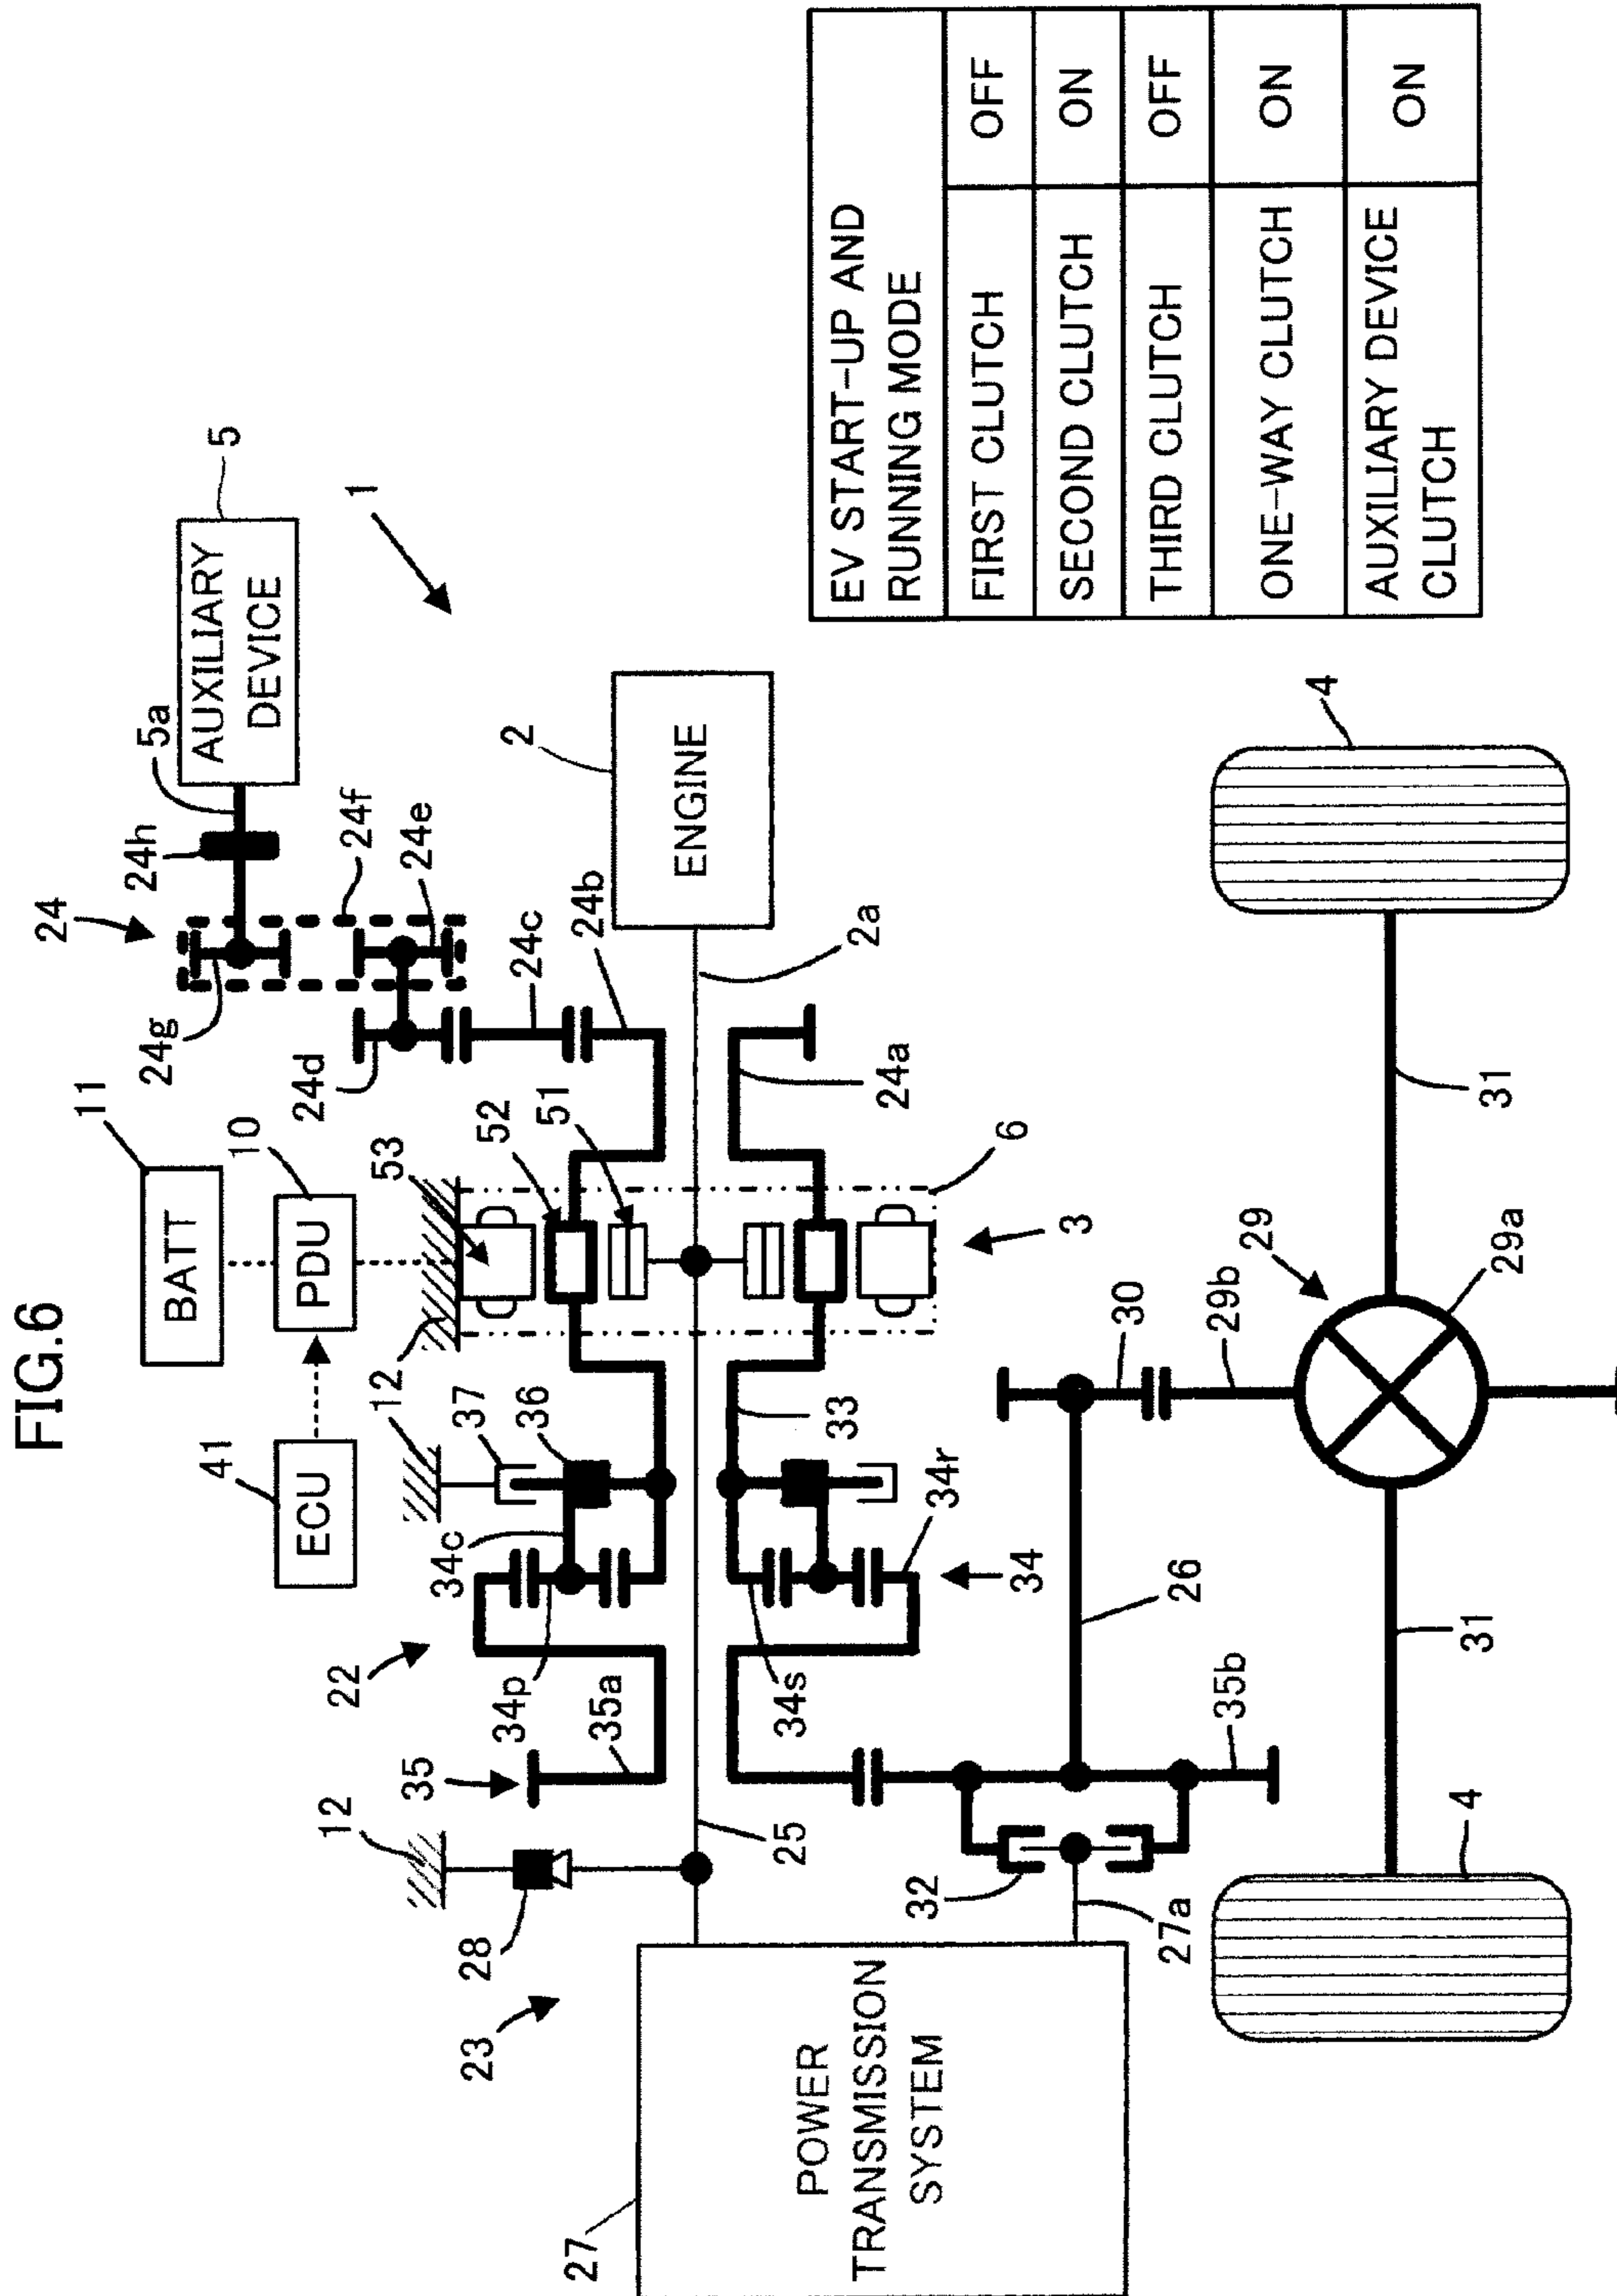 FIG.6
24
24g
24h
5a
5
AUXILIARY
DEVICE
1
24f
24e
24d
24c
24b
11
BATT
10
PDU
41
ECU
53
52
51
2
ENGINE
2a
24a
12
12
37
36
34c
22
34p
35a
35
12
28
23
25
33
34r
34
34s
6
3
27
POWER
TRANSMISSION
SYSTEM
27a
32
35b
26
30
29b
29
29a
31
31
4
4
EV START-UP AND
RUNNING MODE
FIRST CLUTCH OFF
SECOND CLUTCH ON
THIRD CLUTCH OFF
ONE-WAY CLUTCH ON
AUXILIARY DEVICE
CLUTCH ON